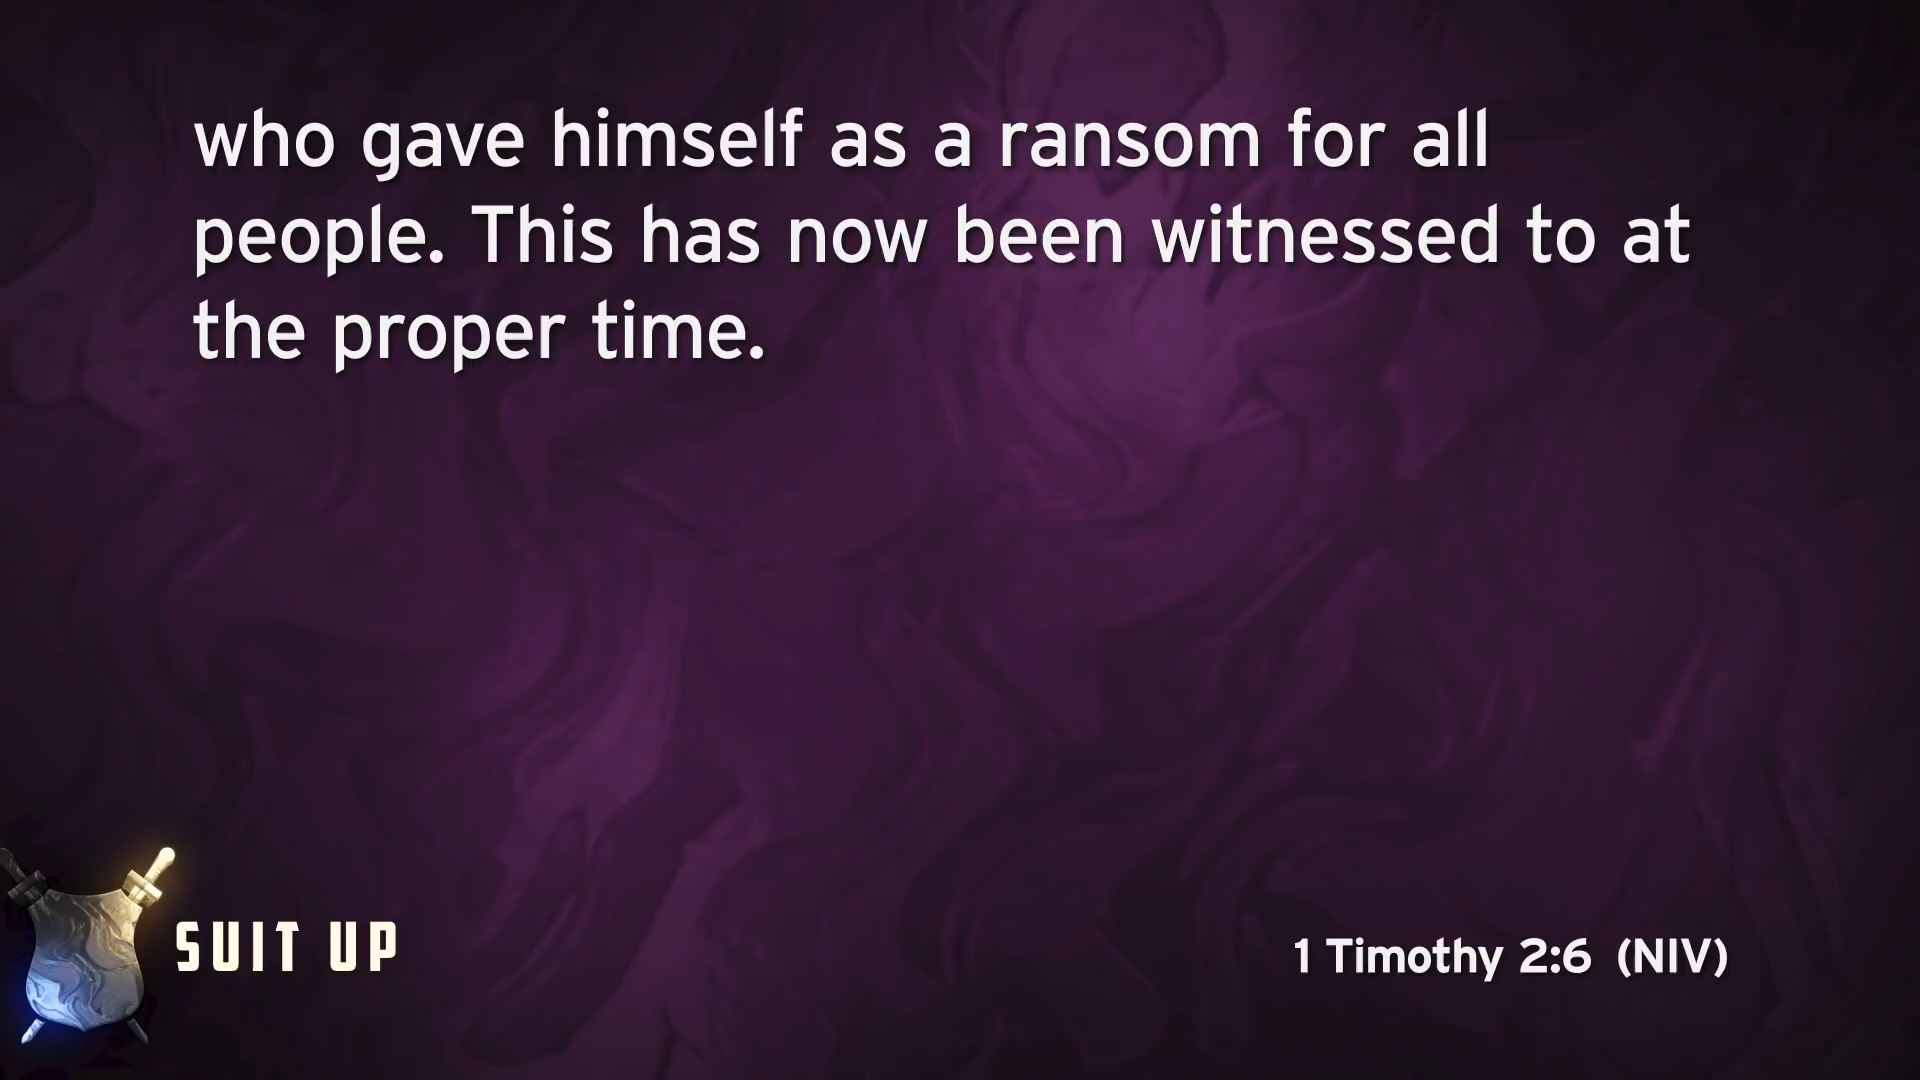 who gave himself as a ransom for all
people. This has now been witnessed to at
the proper time.
SUIT UP
1 Timothy 2:6 (NIV)